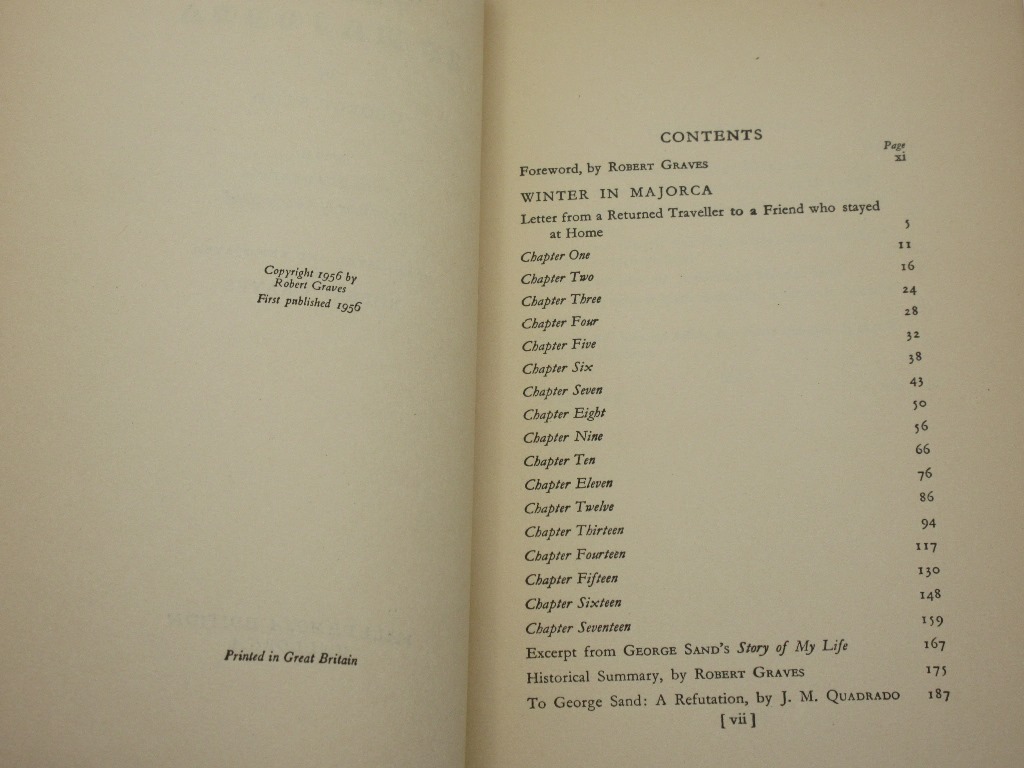 Copyright 1956 by
Robert Graves
First published 1956
Printed in Great Britain
CONTENTS
Page
Foreword, by ROBERT GRAVES xi
WINTER IN MAJORCA
Letter from a Returned Traveller to a Friend who stayed
at Home 5
Chapter One 11
Chapter Two 16
Chapter Three 24
Chapter Four 28
Chapter Five 32
Chapter Six 38
Chapter Seven 43
Chapter Eight 50
Chapter Nine 56
Chapter Ten 66
Chapter Eleven 76
Chapter Twelve 86
Chapter Thirteen 94
Chapter Fourteen 117
Chapter Fifteen 130
Chapter Sixteen 148
Chapter Seventeen 159
Excerpt from GEORGE SAND'S Story of My Life 167
Historical Summary, by ROBERT GRAVES 175
To George Sand: A Refutation, by J. M. QUADRADO 187
[ vii ]